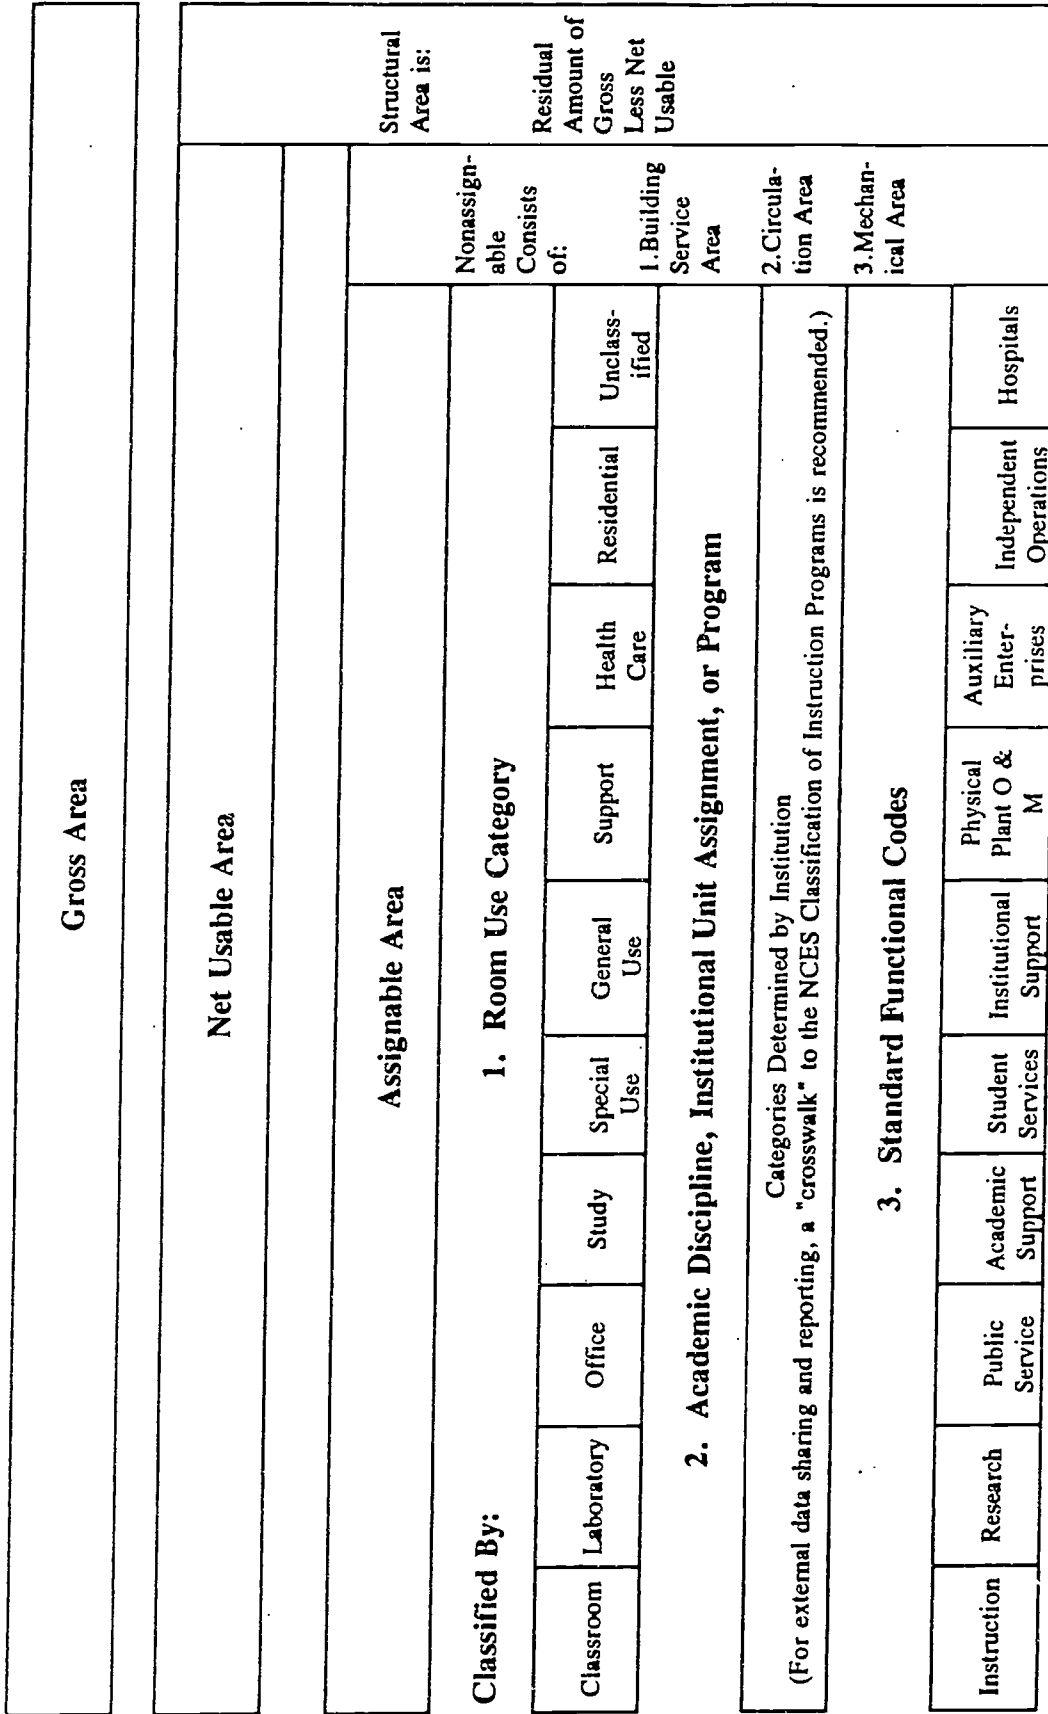 Gross Area
Net Usable Area
Structural
Area is:
Residual
Amount of
Gross
Less Net
Usable
Assignable Area
Nonassign-
able
Consists
of:
1.Building
Service
Area
2.Circula-
tion Area
3.Mechan-
ical Area
Classified By:
1. Room Use Category
Classroom
Laboratory
Office
Study
Special
Use
General
Use
Support
Health
Care
Residential
Unclass-
ified
2. Academic Discipline, Institutional Unit Assignment, or Program
Categories Determined by Institution
(For external data sharing and reporting, a "crosswalk" to the NCES Classification of Instruction Programs is recommended.)
3. Standard Functional Codes
Instruction
Research
Public
Service
Academic
Support
Student
Services
Institutional
Support
Physical
Plant O &
M
Auxiliary
Enter-
prises
Independent
Operations
Hospitals